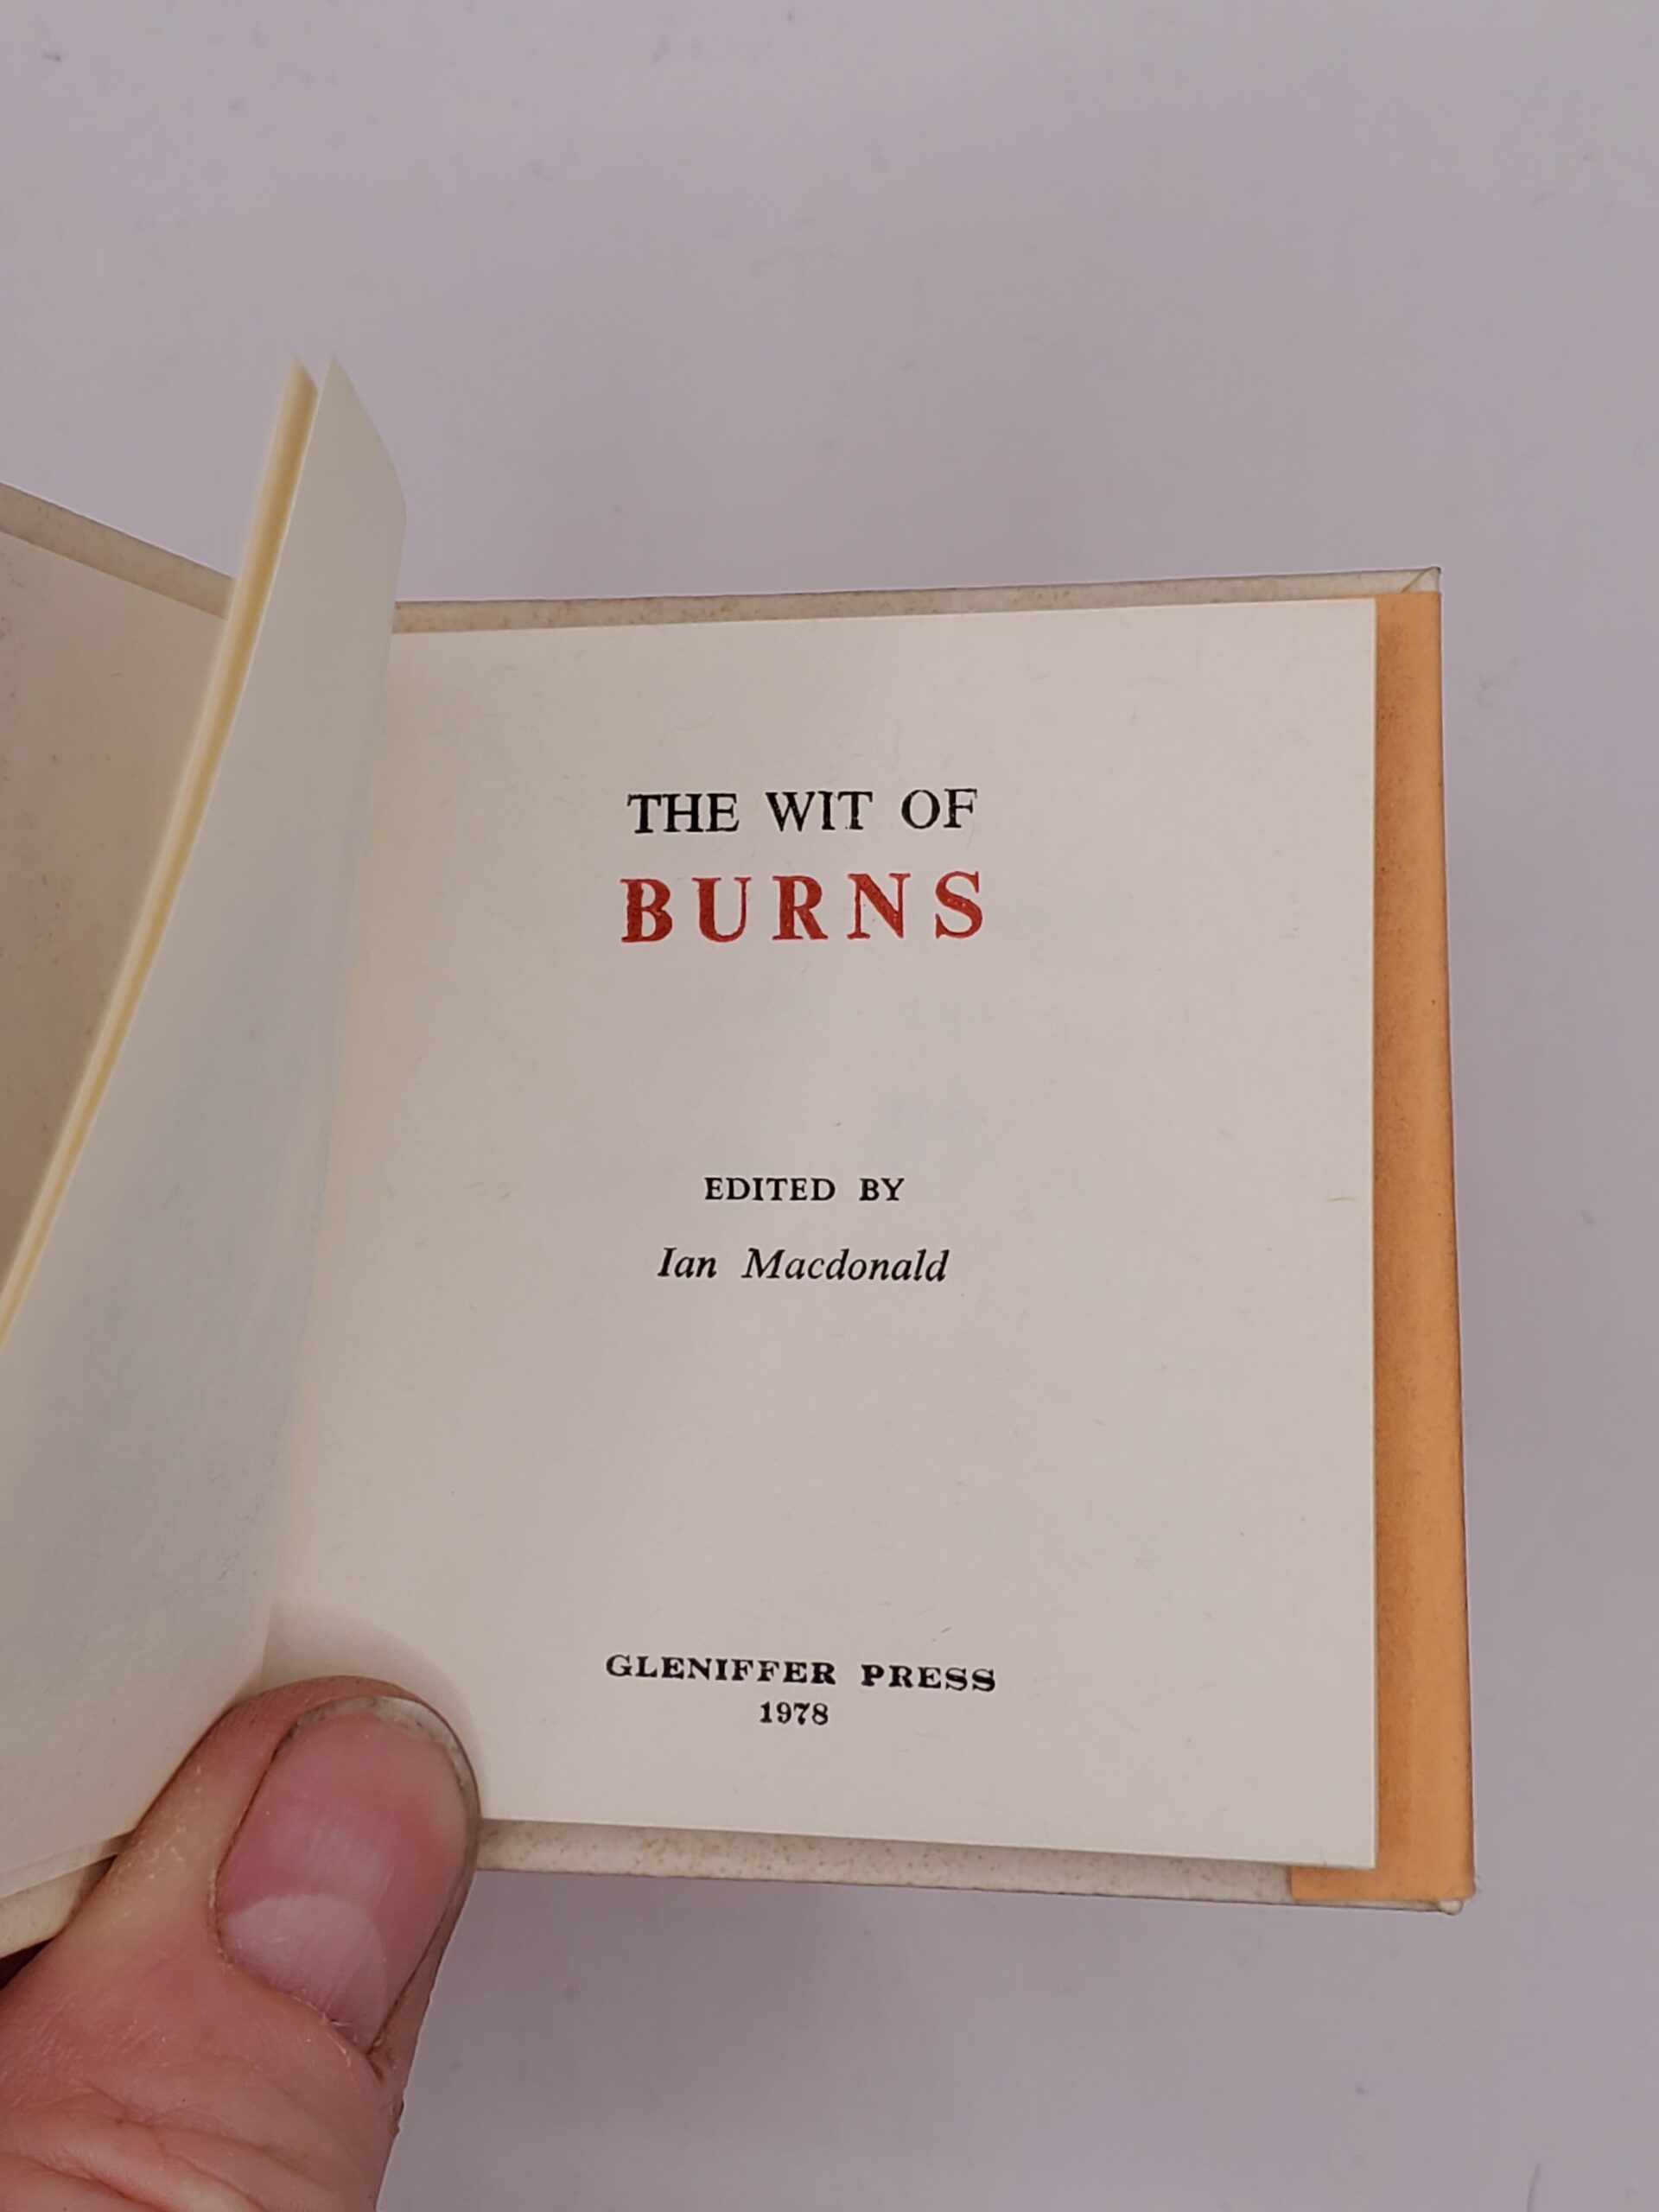 THE WIT OF
BURNS
EDITED BY
Ian Macdonald
GLENIFFER PRESS
1978